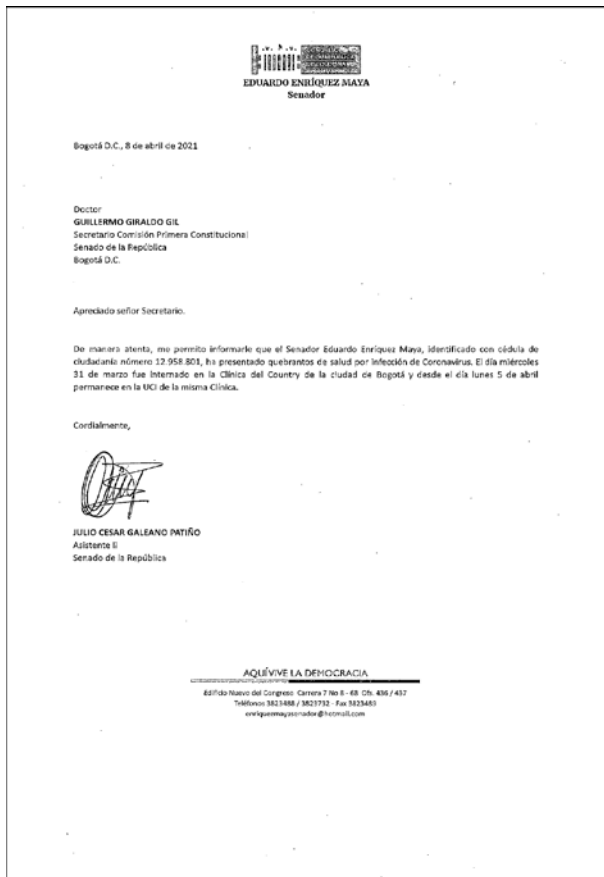 EDUARDO ENRÍQUEZ MAYA
Senador
Bogotá D.C., 8 de abril de 2021
Doctor
GUILLERMO GIRALDO GIL
Secretario Comisión Primera Constitucional
Senado de la República
Bogotá D.C.
Apreciado señor Secretario.
De manera atenta, me permito informarle que el Senador Eduardo Enríquez Maya, identificado con cédula de
ciudadanía número 12.958.801, ha presentado quebrantos de salud por infección de Coronavirus. El día miércoles
31 de marzo fue internado en la Clínica del Country de la ciudad de Bogotá y desde el día lunes 5 de abril
permanece en la UCI de la misma Clínica.
Cordialmente,
JULIO CESAR GALEANO PATIÑO
Asistente II
Senado de la República
AQUÍ VIVE LA DEMOCRACIA
Edificio Nuevo del Congreso Carrera 7 No 8 - 68 Ofs. 436 / 437
Teléfonos 3823488 / 3823732 - Fax 3823483
enriquezmayasenador@hotmail.com